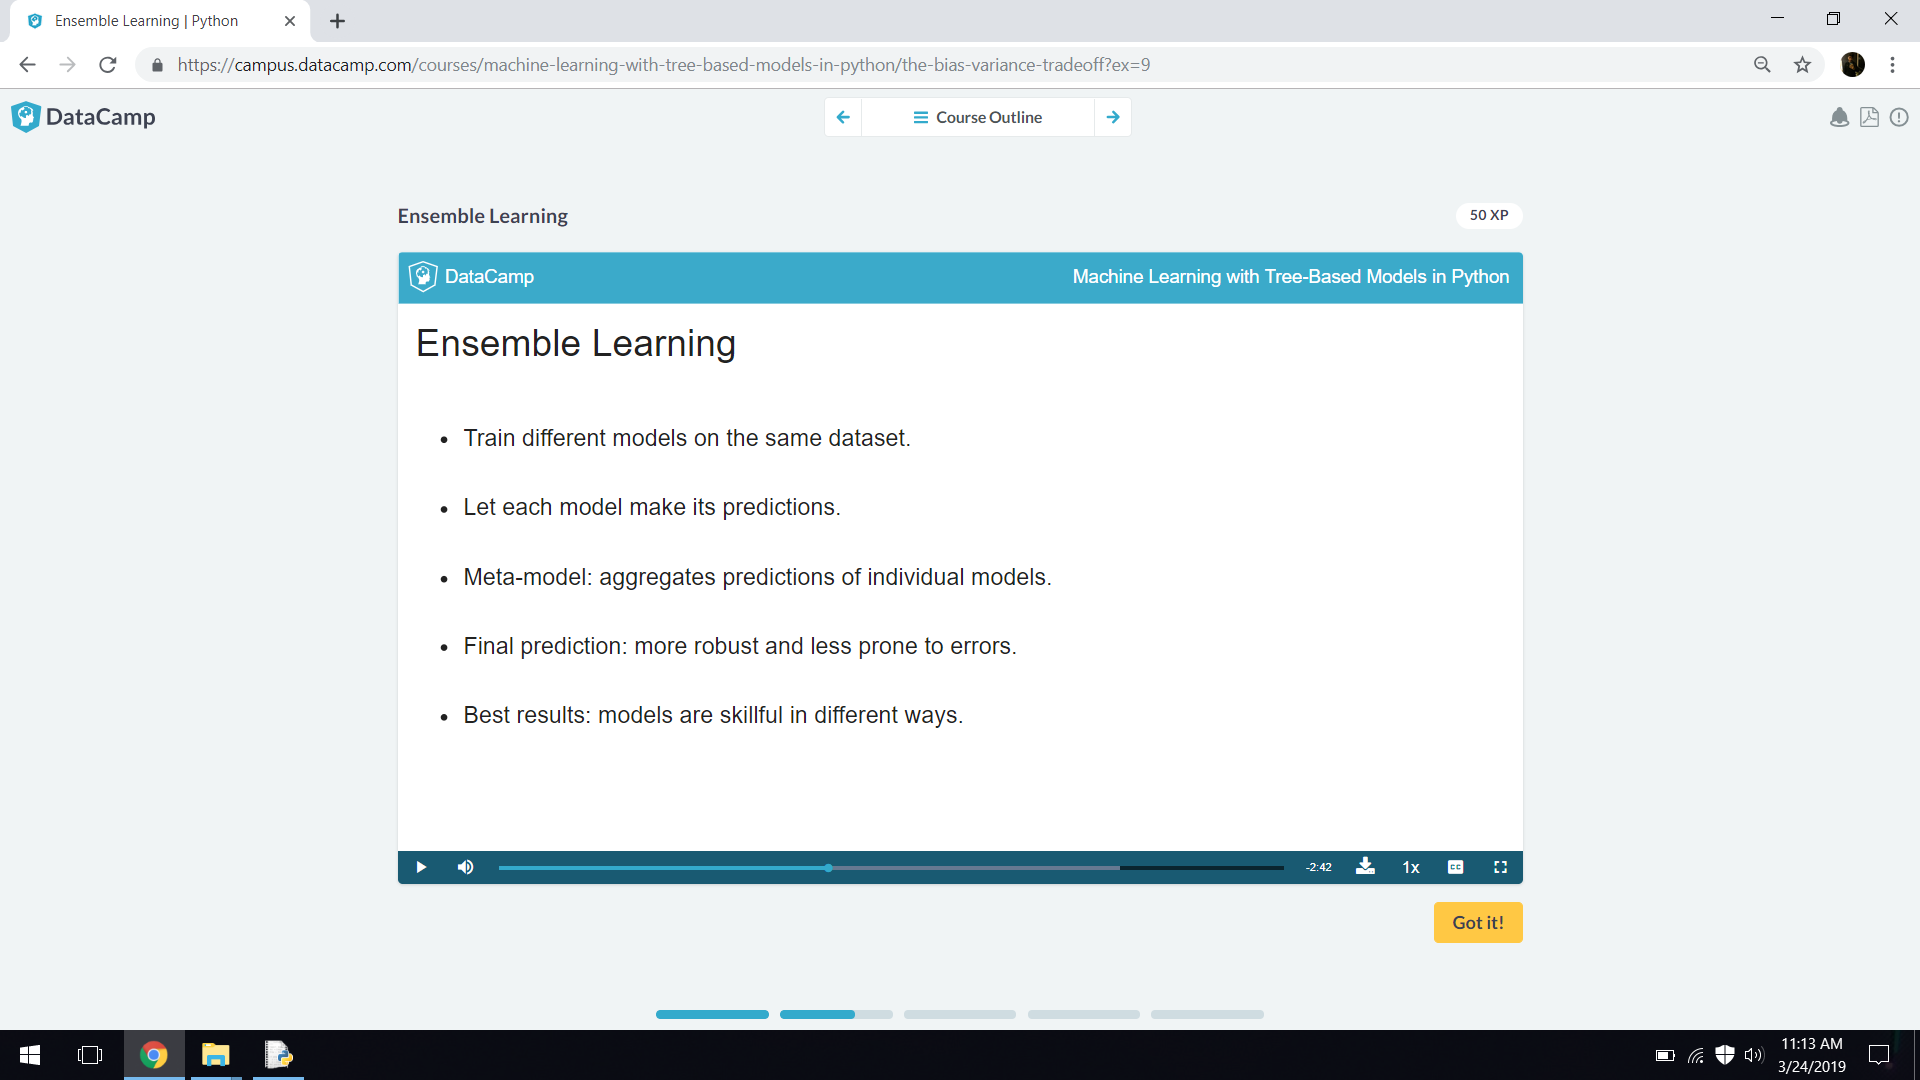 Ensemble Learning | Python
https://campus.datacamp.com/courses/machine-learning-with-tree-based-models-in-python/the-bias-variance-tradeoff?ex=9
DataCamp
Course Outline
Ensemble Learning
50 XP
DataCamp
Machine Learning with Tree-Based Models in Python
Ensemble Learning
• Train different models on the same dataset.
• Let each model make its predictions.
• Meta-model: aggregates predictions of individual models.
• Final prediction: more robust and less prone to errors.
• Best results: models are skillful in different ways.
-2:42
1x
CC
Got it!
11:13 AM
3/24/2019